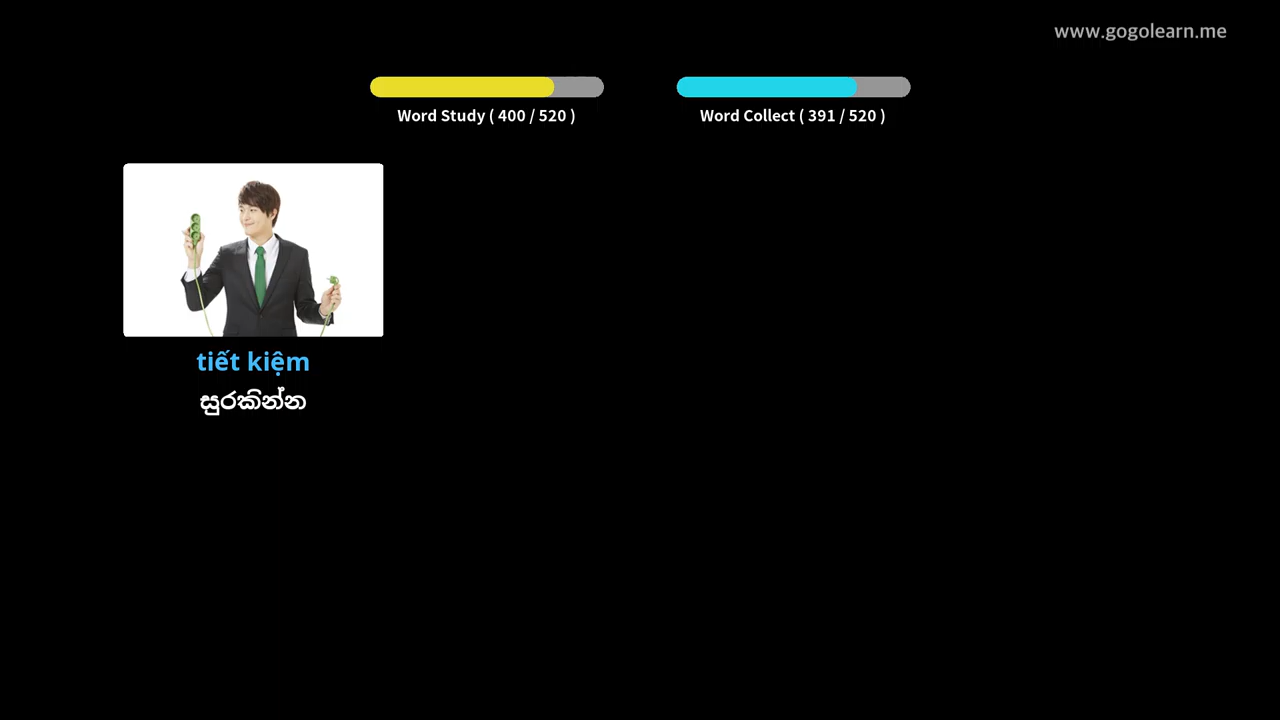 www.gogolearn.me
Word Study ( 400 / 520 )
Word Collect ( 391 / 520 )
tiết kiệm
සුරකින්න